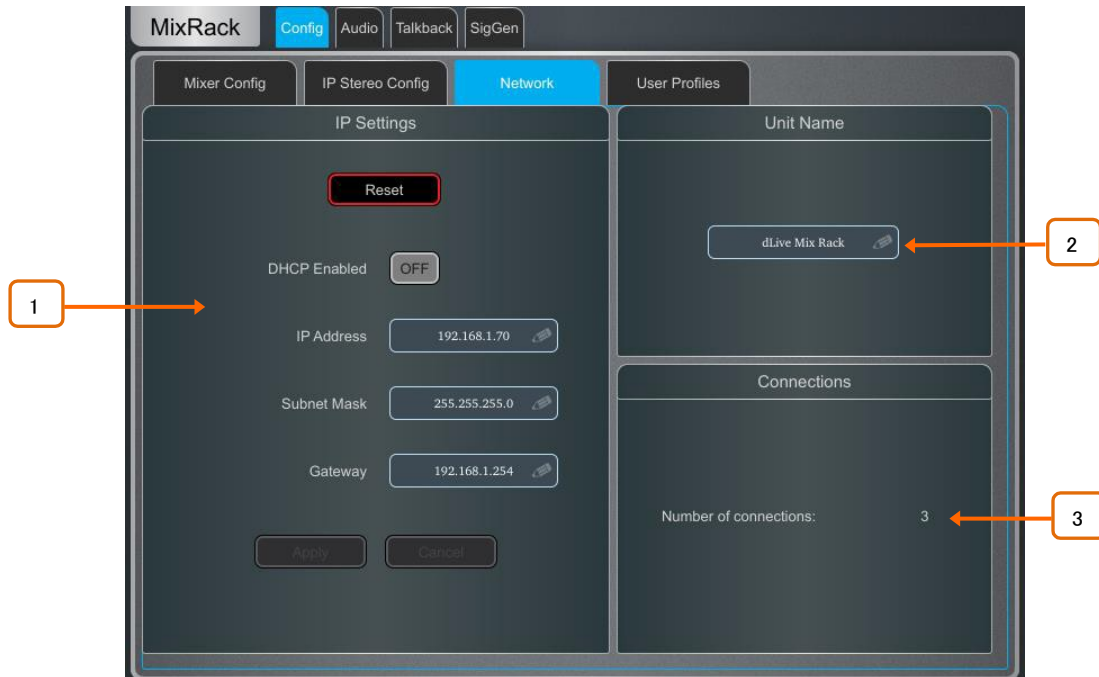 MixRack Config Audio Talkback SigGen
Mixer Config IP Stereo Config Network User Profiles
IP Settings
Reset
DHCP Enabled OFF
1
IP Address 192.168.1.70
Subnet Mask 255.255.255.0
Gateway 192.168.1.254
Apply Cancel
Unit Name
dLive Mix Rack
2
Connections
Number of connections: 3
3